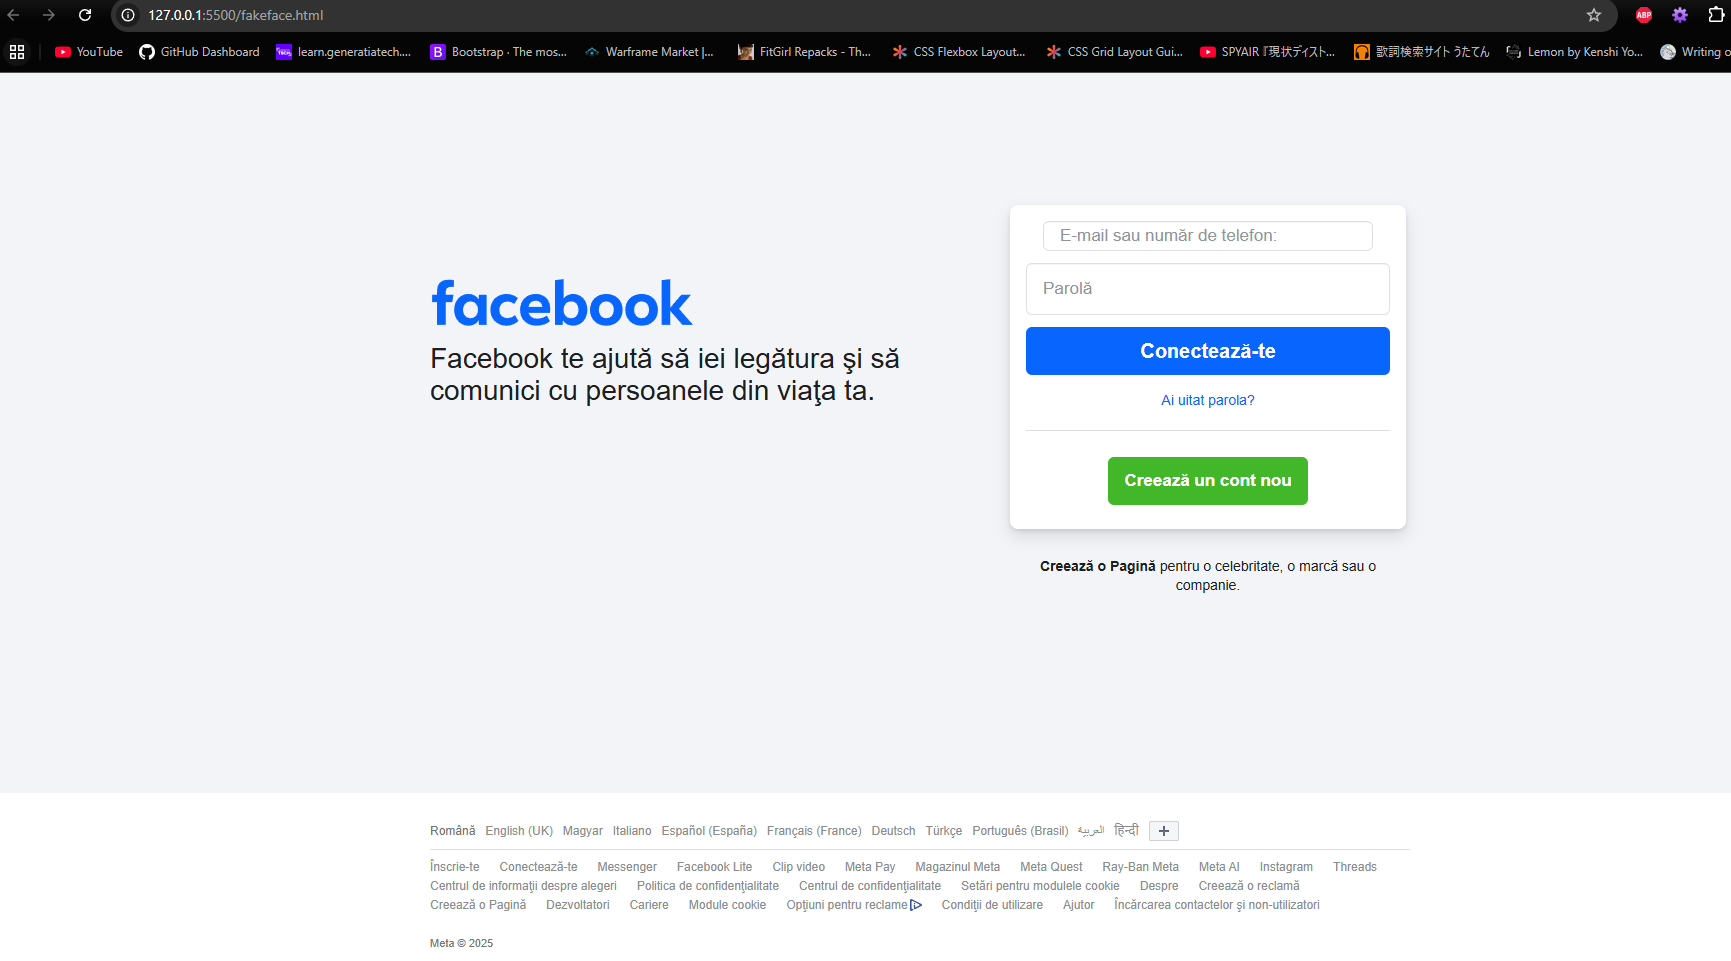 127.0.0.1:5500/fakeface.html
ABP
YouTube GitHub Dashboard learn.generatiatech.... Bootstrap · The mos... Warframe Market |... FitGirl Repacks - Th... CSS Flexbox Layout... CSS Grid Layout Gui... SPYAIR『現状ディスト... 歌詞検索サイト うたてん Lemon by Kenshi Yo... Writing o
E-mail sau număr de telefon:
Parolă
Conectează-te
Ai uitat parola?
Creează un cont nou
facebook
Facebook te ajută să iei legătura şi să
comunici cu persoanele din viaţa ta.
Creează o Pagină pentru o celebritate, o marcă sau o
companie.
Română English (UK) Magyar Italiano Español (España) Français (France) Deutsch Türkçe Português (Brasil) العربية हिन्दी
Înscrie-te Conectează-te Messenger Facebook Lite Clip video Meta Pay Magazinul Meta Meta Quest Ray-Ban Meta Meta AI Instagram Threads
Centrul de informaţii despre alegeri Politica de confidenţialitate Centrul de confidenţialitate Setări pentru modulele cookie Despre Creează o reclamă
Creează o Pagină Dezvoltatori Cariere Module cookie Opţiuni pentru reclame Condiţii de utilizare Ajutor Încărcarea contactelor şi non-utilizatori
Meta © 2025